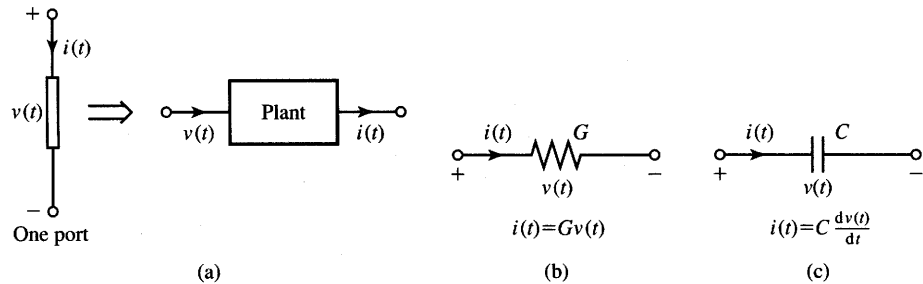 +
i(t)
v(t)
−
One port
v(t)
Plant
i(t)
(a)
i(t)
G
+
v(t)
−
i(t)=Gv(t)
(b)
i(t)
C
+
v(t)
−
i(t)=C dv(t)/dt
(c)